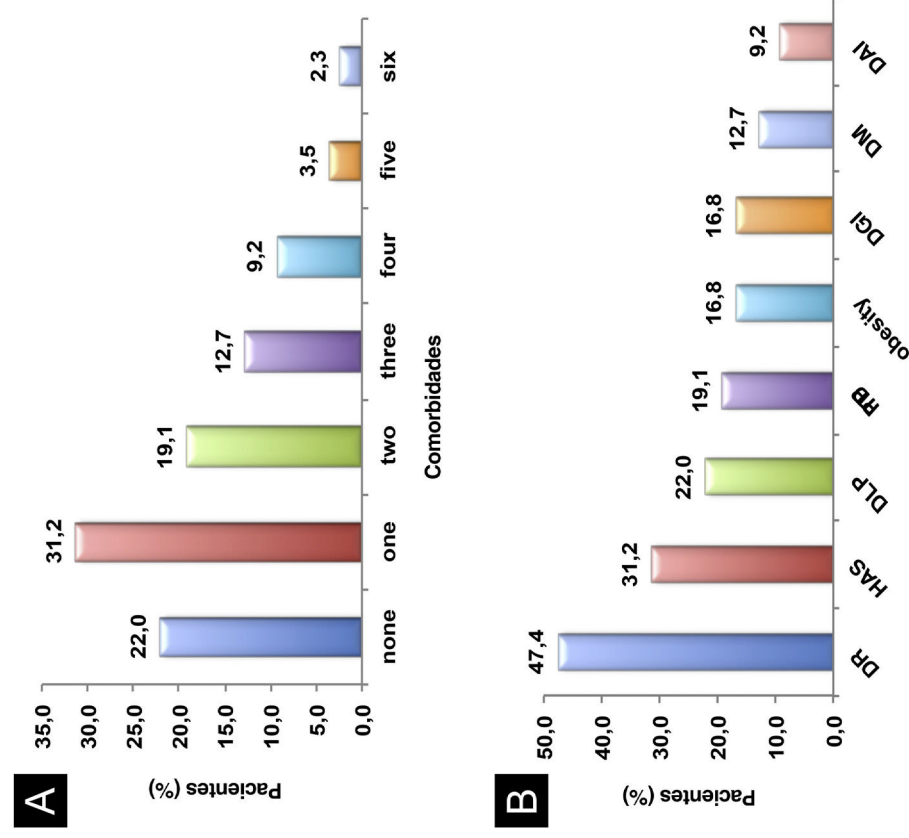 A
Pacientes (%)
35,0
30,0
25,0
20,0
15,0
10,0
5,0
0,0
22,0
31,2
19,1
12,7
9,2
3,5
2,3
none
one
two
three
four
five
six
Comorbidades
B
Pacientes (%)
50,0
40,0
30,0
20,0
10,0
0,0
47,4
31,2
22,0
19,1
16,8
16,8
12,7
9,2
DR
HAS
DLP
obesity
DGI
DM
DAI